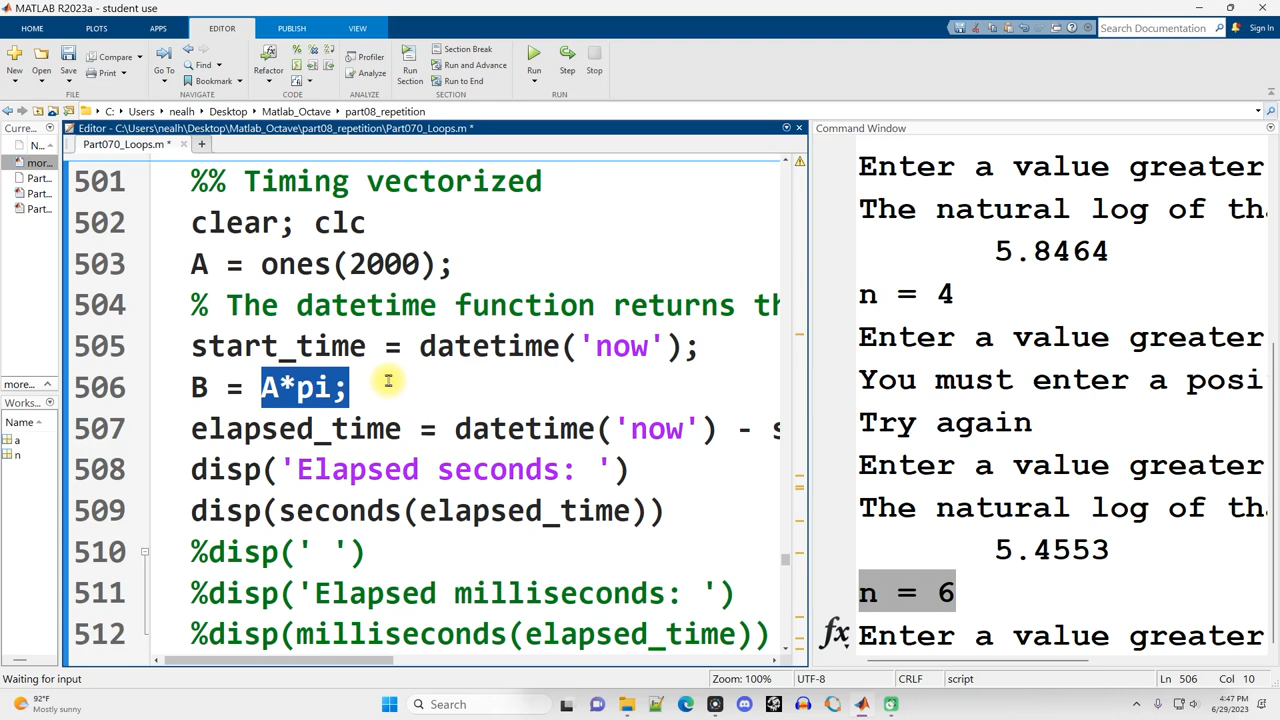 MATLAB R2023a - student use
HOME PLOTS APPS EDITOR PUBLISH VIEW
Search Documentation
Sign In
New Open Save Compare Print Go To Find Bookmark Refactor Profiler Analyze Run Section Section Break Run and Advance Run to End Run Step Stop
FILE NAVIGATE CODE ANALYZE SECTION RUN
C: Users nealh Desktop Matlab_Octave part08_repetition
Curre...
Editor - C:\Users\nealh\Desktop\Matlab_Octave\part08_repetition\Part070_Loops.m *
Command Window
Part070_Loops.m * +
N...
mor...
Part...
Part...
Part...
more...
Works...
Name
a
n
501 %% Timing vectorized
502 clear; clc
503 A = ones(2000);
504 % The datetime function returns th
505 start_time = datetime('now');
506 B = A*pi;
507 elapsed_time = datetime('now') - s
508 disp('Elapsed seconds: ')
509 disp(seconds(elapsed_time))
510 %disp(' ')
511 %disp('Elapsed milliseconds: ')
512 %disp(milliseconds(elapsed_time))
Enter a value greater
The natural log of tha
5.8464
n = 4
Enter a value greater
You must enter a posi
Try again
Enter a value greater
The natural log of tha
5.4553
n = 6
fx Enter a value greater
Waiting for input
Zoom: 100% UTF-8 CRLF script Ln 506 Col 10
92°F
Mostly sunny
Search
4:47 PM
6/29/2023